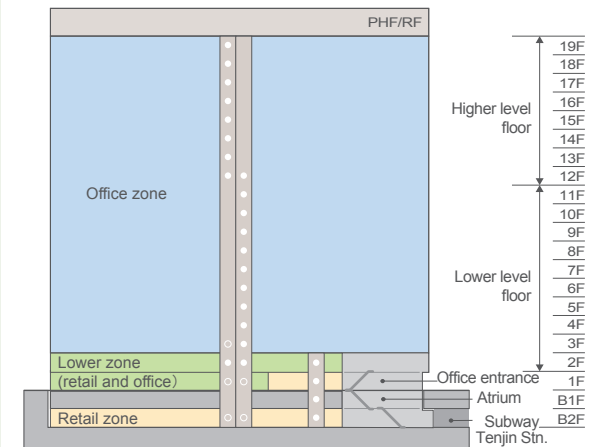 PHF/RF
19F
18F
17F
16F
15F
14F
13F
12F
11F
10F
9F
8F
7F
6F
5F
4F
3F
2F
1F
B1F
B2F
Higher level
floor
Lower level
floor
Office zone
Lower zone
(retail and office)
Retail zone
Office entrance
Atrium
Subway
Tenjin Stn.